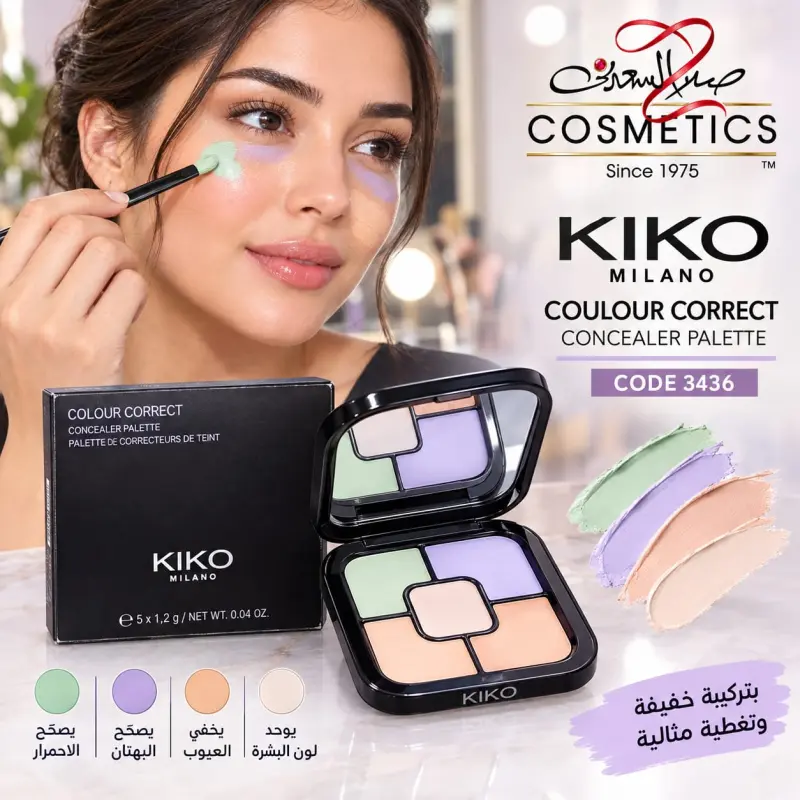 COSMETICS
Since 1975
TM
KIKO
MILANO
COULOUR CORRECT
CONCEALER PALETTE
CODE 3436
COLOUR CORRECT
CONCEALER PALETTE
PALETTE DE CORRECTEURS DE TEINT
KIKO
MILANO
℮ 5 x 1,2 g / NET WT. 0.04 OZ.
KIKO
يصحّح
الاحمرار
يصحّح
البهتان
يخفي
العيوب
يوحد
لون البشرة
بتركيبة خفيفة
وتغطية مثالية